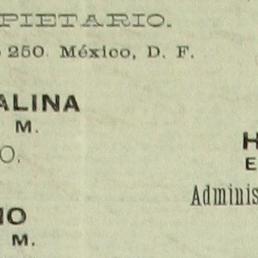 PIETARIO.
250 México, D. F.
ALINA
M.
O.
IO
M.
H
E
Adminis